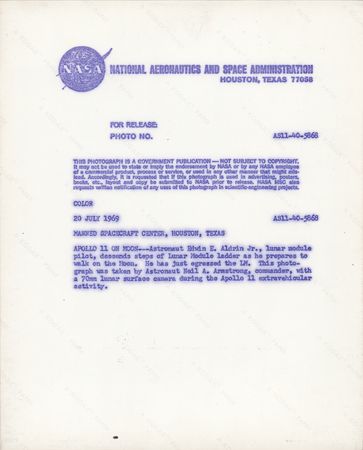 NASA
NATIONAL AERONAUTICS AND SPACE ADMINISTRATION
HOUSTON, TEXAS 77058
FOR RELEASE:
PHOTO NO. AS11-40-5868
THIS PHOTOGRAPH IS A GOVERNMENT PUBLICATION — NOT SUBJECT TO COPYRIGHT.
It may not be used to state or imply the endorsement by NASA or by any NASA employee
of a commercial product, process or service, or used in any other manner that might mis-
lead. Accordingly, it is requested that if this photograph is used in advertising, posters,
books, etc., layout and copy be submitted to NASA prior to release. NASA MSC also
requests written notification of any uses of this photograph in scientific-engineering projects.
COLOR
20 JULY 1969 AS11-40-5868
MANNED SPACECRAFT CENTER, HOUSTON, TEXAS
APOLLO 11 ON MOON---Astronaut Edwin E. Aldrin Jr., lunar module
pilot, descends steps of Lunar Module ladder as he prepares to
walk on the Moon. He has just egressed the LM. This photo-
graph was taken by Astronaut Neil A. Armstrong, commander, with
a 70mm lunar surface camera during the Apollo 11 extravehicular
activity.